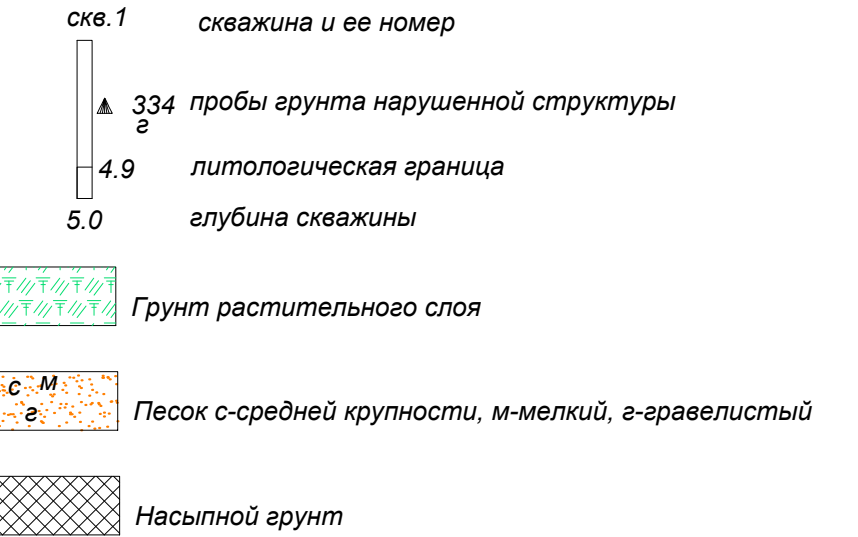 скв.1 скважина и ее номер
334 пробы грунта нарушенной структуры
г
4.9 литологическая граница
5.0 глубина скважины
Грунт растительного слоя
с м
г
Песок с-средней крупности, м-мелкий, г-гравелистый
Насыпной грунт